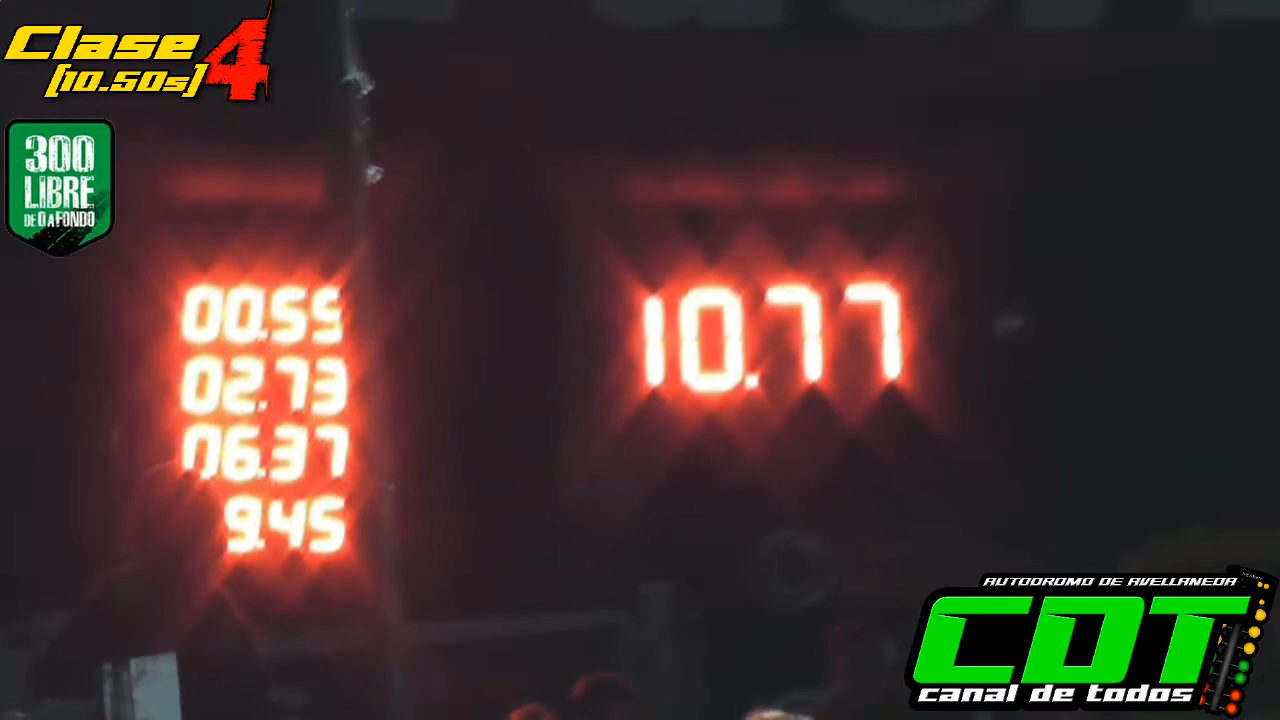 Clase 4
[10.50s]
300
LIBRE
DE 0 A FONDO
00.55
02.73
06.37
9.45
10.77
AUTODROMO DE AVELLANEDA
CDT
canal de todos